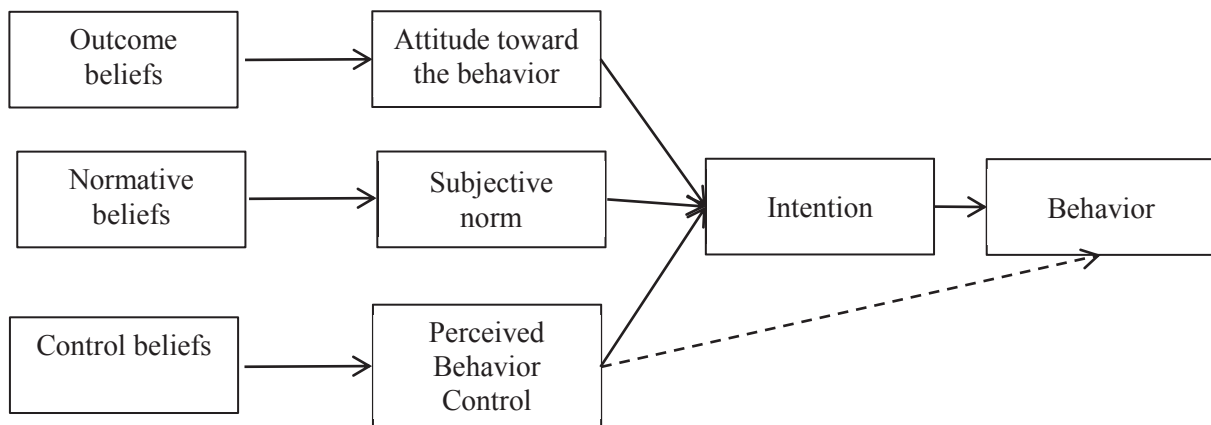 Outcome
beliefs
Attitude toward
the behavior
Normative
beliefs
Subjective
norm
Intention
Behavior
Control beliefs
Perceived
Behavior
Control